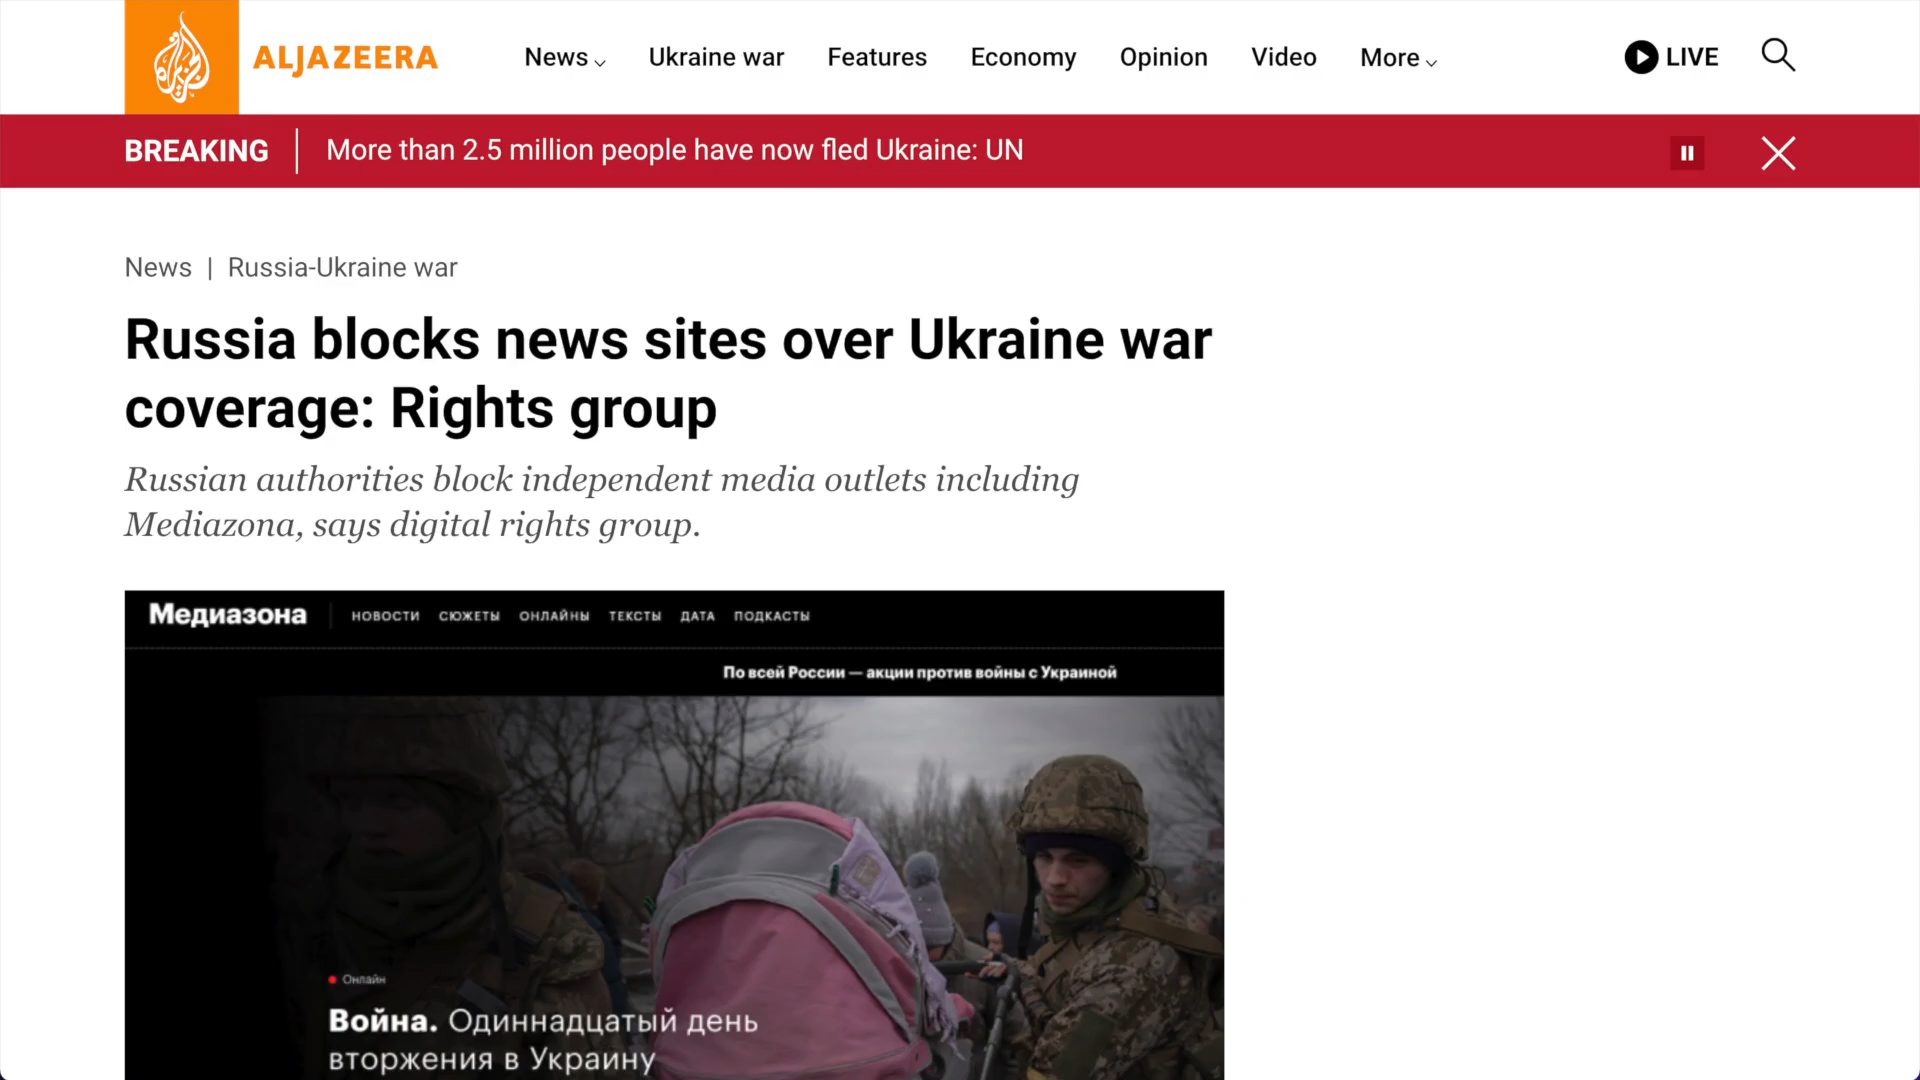 ALJAZEERA
News
Ukraine war
Features
Economy
Opinion
Video
More
LIVE
BREAKING
More than 2.5 million people have now fled Ukraine: UN
News | Russia-Ukraine war
Russia blocks news sites over Ukraine war
coverage: Rights group
Russian authorities block independent media outlets including
Mediazona, says digital rights group.
Медиазона
НОВОСТИ СЮЖЕТЫ ОНЛАЙНЫ ТЕКСТЫ ДАТА ПОДКАСТЫ
По всей России — акции против войны с Украиной
Онлайн
Война. Одиннадцатый день
вторжения в Украину